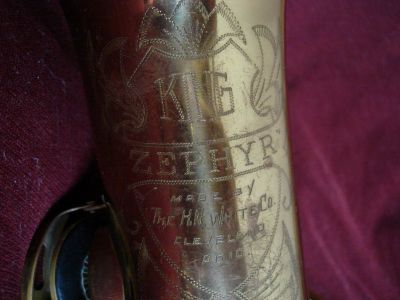 KING
ZEPHYR
MADE BY
THE H.N. WHITE CO.
CLEVELAND
OHIO